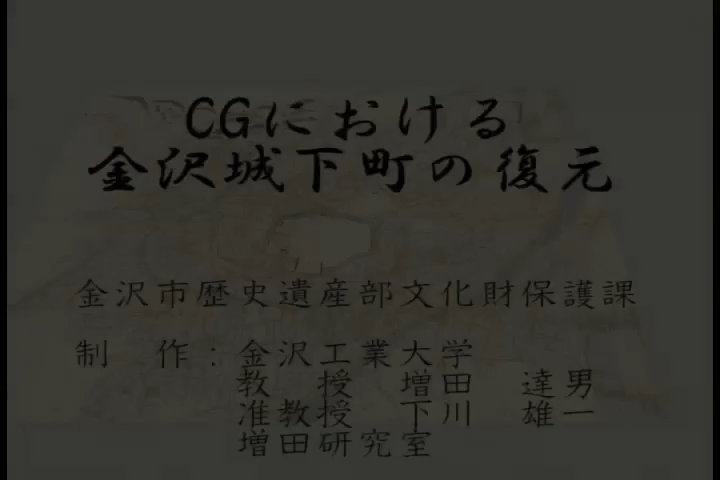 CGにおける
金沢城下町の復元
金沢市歴史遺産部文化財保護課
制　作：金沢工業大学
教　授　増田　達男
准教授　下川　雄一
増田研究室